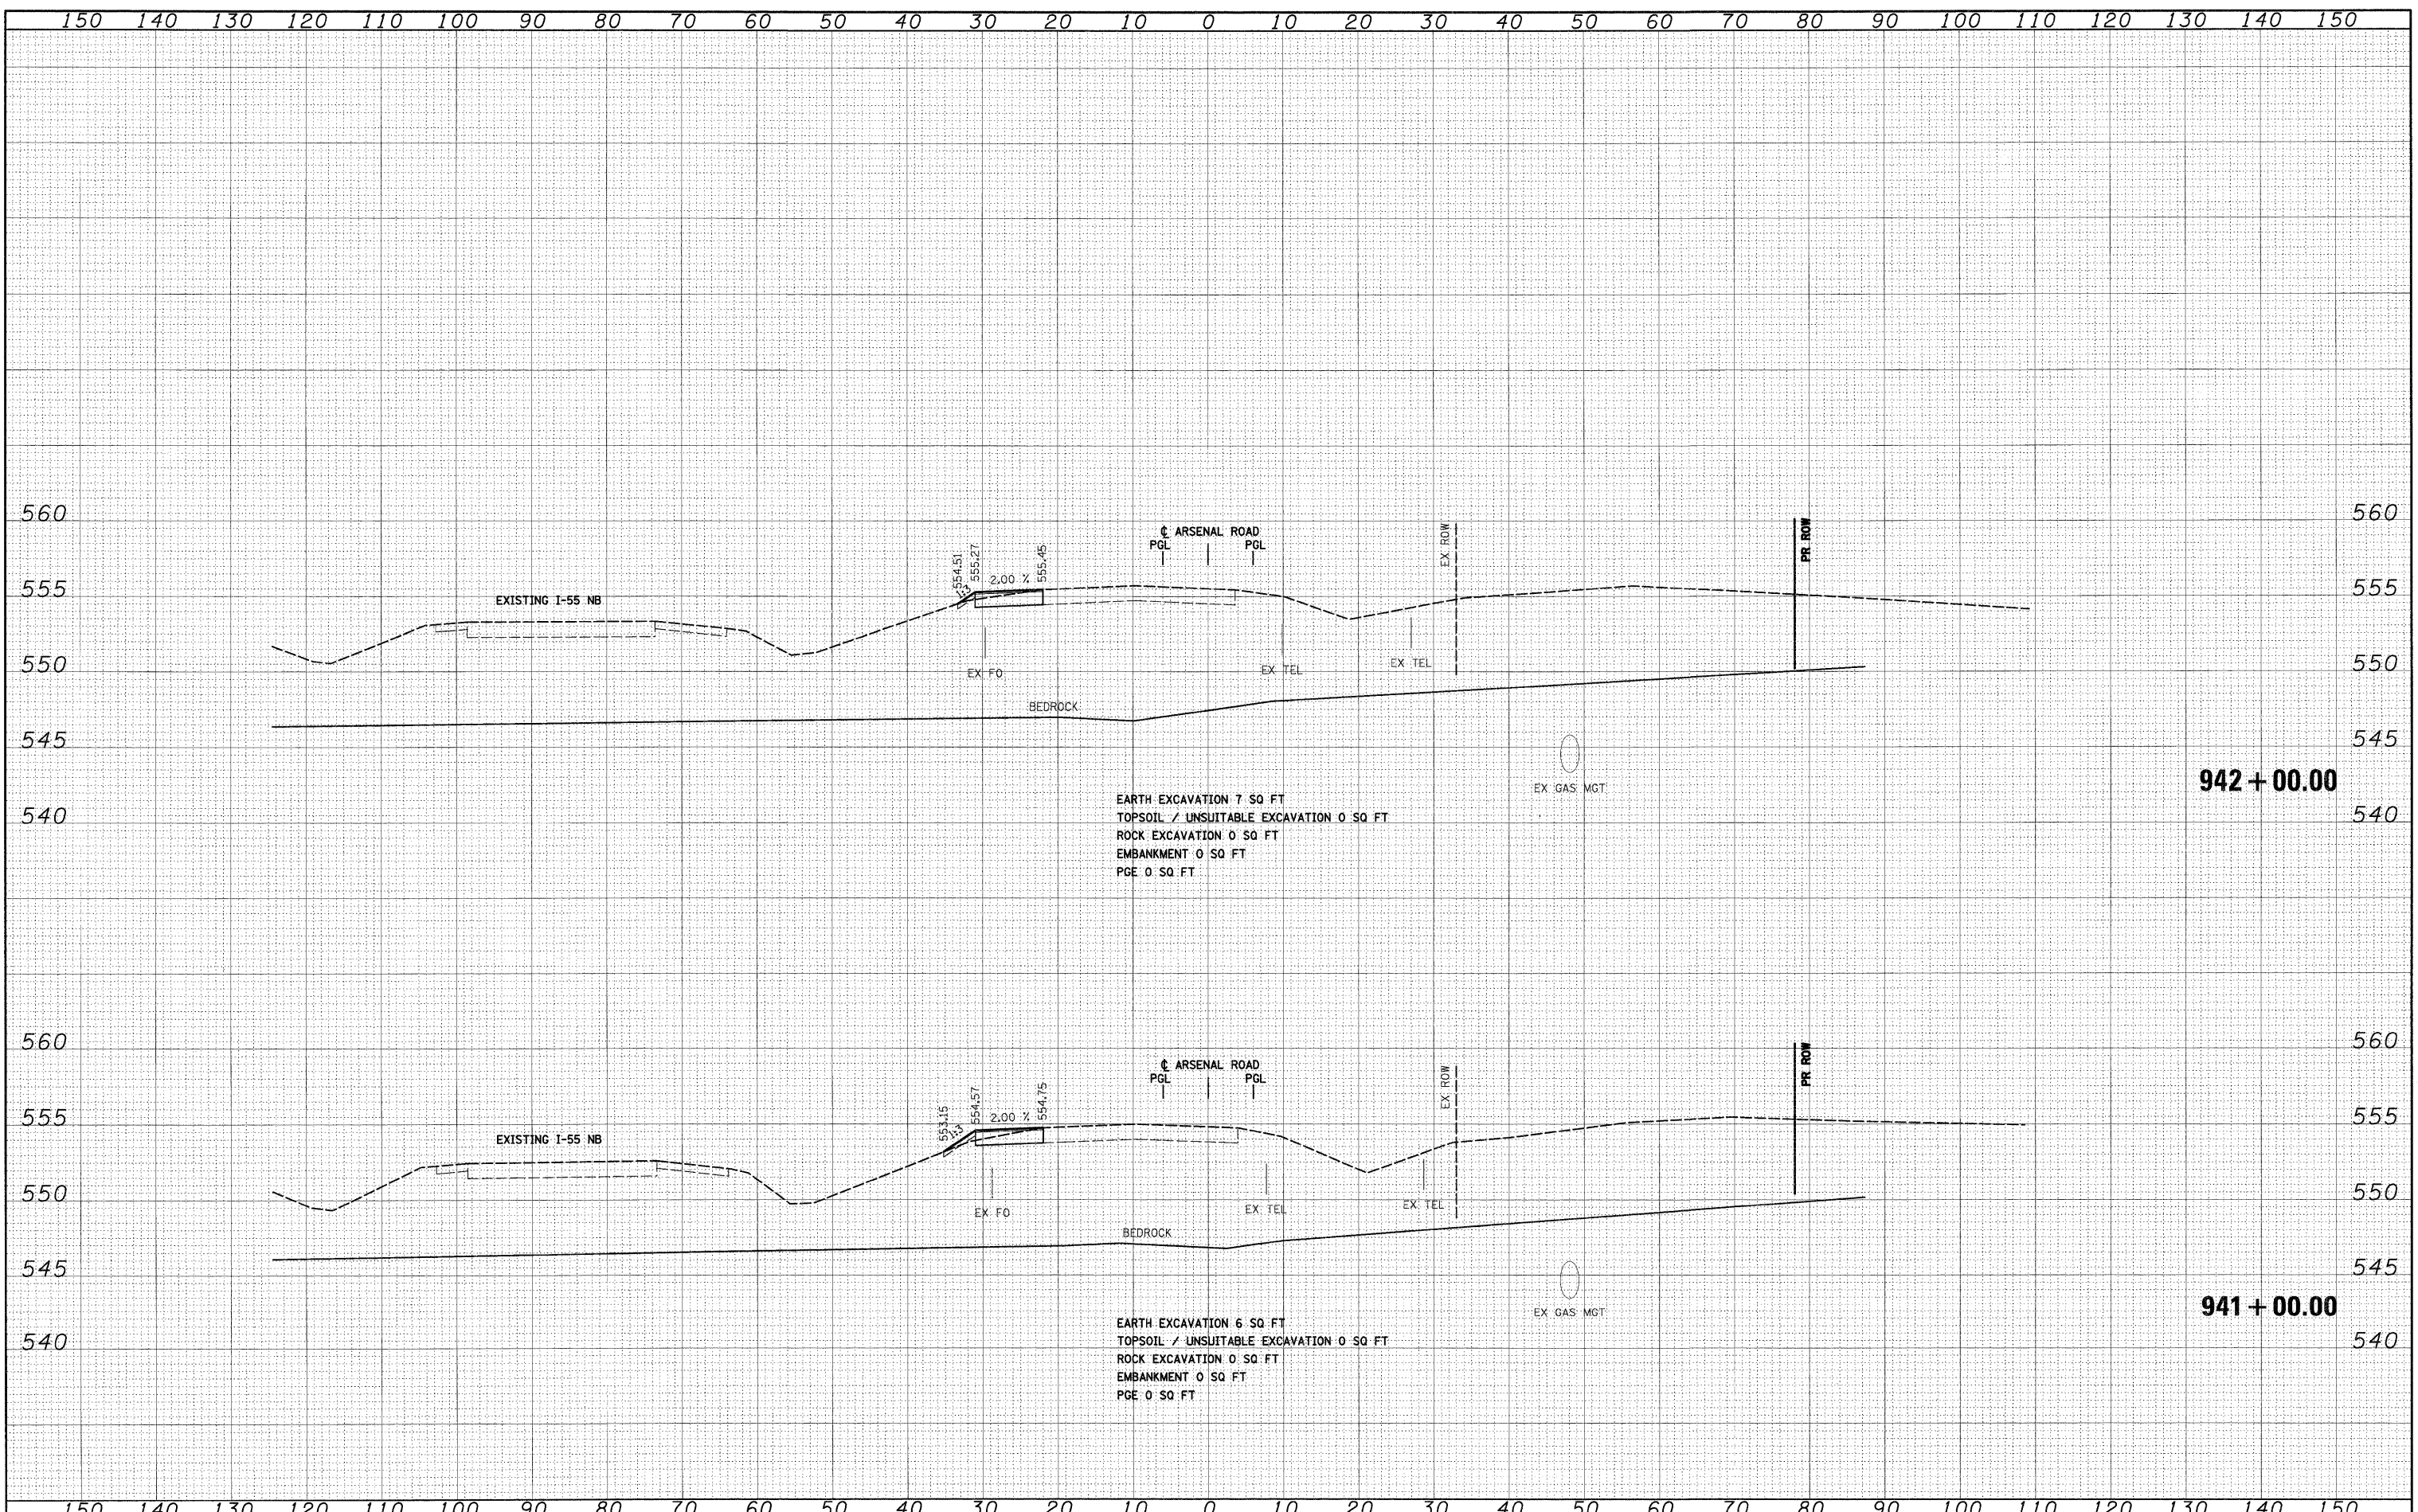 150 140 130 120 110 100 90 80 70 60 50 40 30 20 10 0 10 20 30 40 50 60 70 80 90 100 110 120 130 140 150
560 560
℄ ARSENAL ROAD
PGL PGL
EX ROW
PR ROW
554.51
555.27
555.45
1:3
2.00 %
555 555
EXISTING I-55 NB
550 550
EX FO
EX TEL
EX TEL
BEDROCK
545 545
942+00.00
EX GAS MGT
EARTH EXCAVATION 7 SQ FT
TOPSOIL / UNSUITABLE EXCAVATION 0 SQ FT
ROCK EXCAVATION 0 SQ FT
EMBANKMENT 0 SQ FT
PGE 0 SQ FT
540 540
560 560
℄ ARSENAL ROAD
PGL PGL
EX ROW
PR ROW
553.15
554.57
554.75
1:3
2.00 %
555 555
EXISTING I-55 NB
550 550
EX FO
EX TEL
EX TEL
BEDROCK
545 545
941+00.00
EX GAS MGT
EARTH EXCAVATION 6 SQ FT
TOPSOIL / UNSUITABLE EXCAVATION 0 SQ FT
ROCK EXCAVATION 0 SQ FT
EMBANKMENT 0 SQ FT
PGE 0 SQ FT
540 540
150 140 130 120 110 100 90 80 70 60 50 40 30 20 10 0 10 20 30 40 50 60 70 80 90 100 110 120 130 140 150